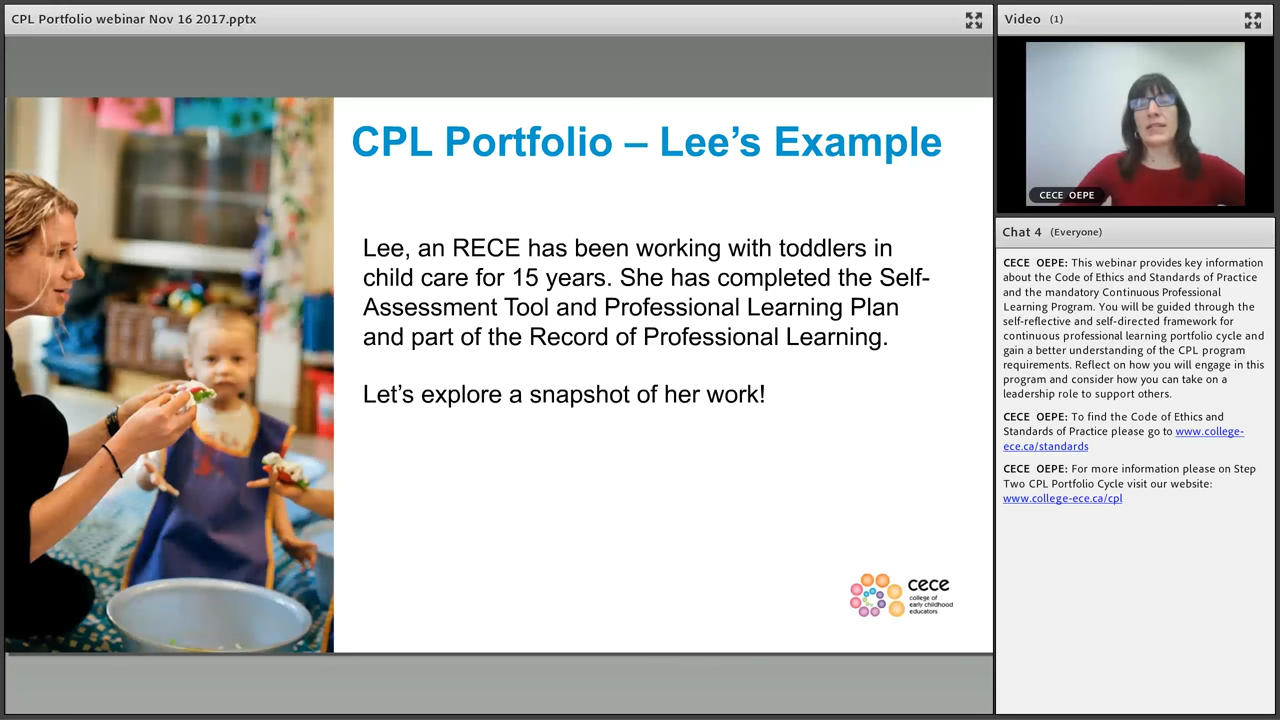 CPL Portfolio webinar Nov 16 2017.pptx
CPL Portfolio – Lee’s Example
Lee, an RECE has been working with toddlers in
child care for 15 years. She has completed the Self-
Assessment Tool and Professional Learning Plan
and part of the Record of Professional Learning.
Let’s explore a snapshot of her work!
cece
college of
early childhood
educators
Video (1)
CECE OEPE
Chat 4 (Everyone)
CECE OEPE: This webinar provides key information
about the Code of Ethics and Standards of Practice
and the mandatory Continuous Professional
Learning Program. You will be guided through the
self-reflective and self-directed framework for
continuous professional learning portfolio cycle and
gain a better understanding of the CPL program
requirements. Reflect on how you will engage in this
program and consider how you can take on a
leadership role to support others.
CECE OEPE: To find the Code of Ethics and
Standards of Practice please go to www.college-
ece.ca/standards
CECE OEPE: For more information please on Step
Two CPL Portfolio Cycle visit our website:
www.college-ece.ca/cpl